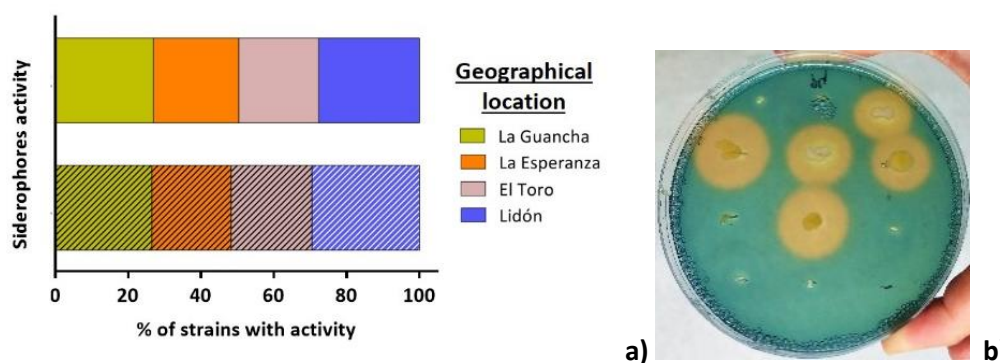 Siderophores activity
0 20 40 60 80 100
% of strains with activity
Geographical
location
La Guancha
La Esperanza
El Toro
Lidón
a)
b